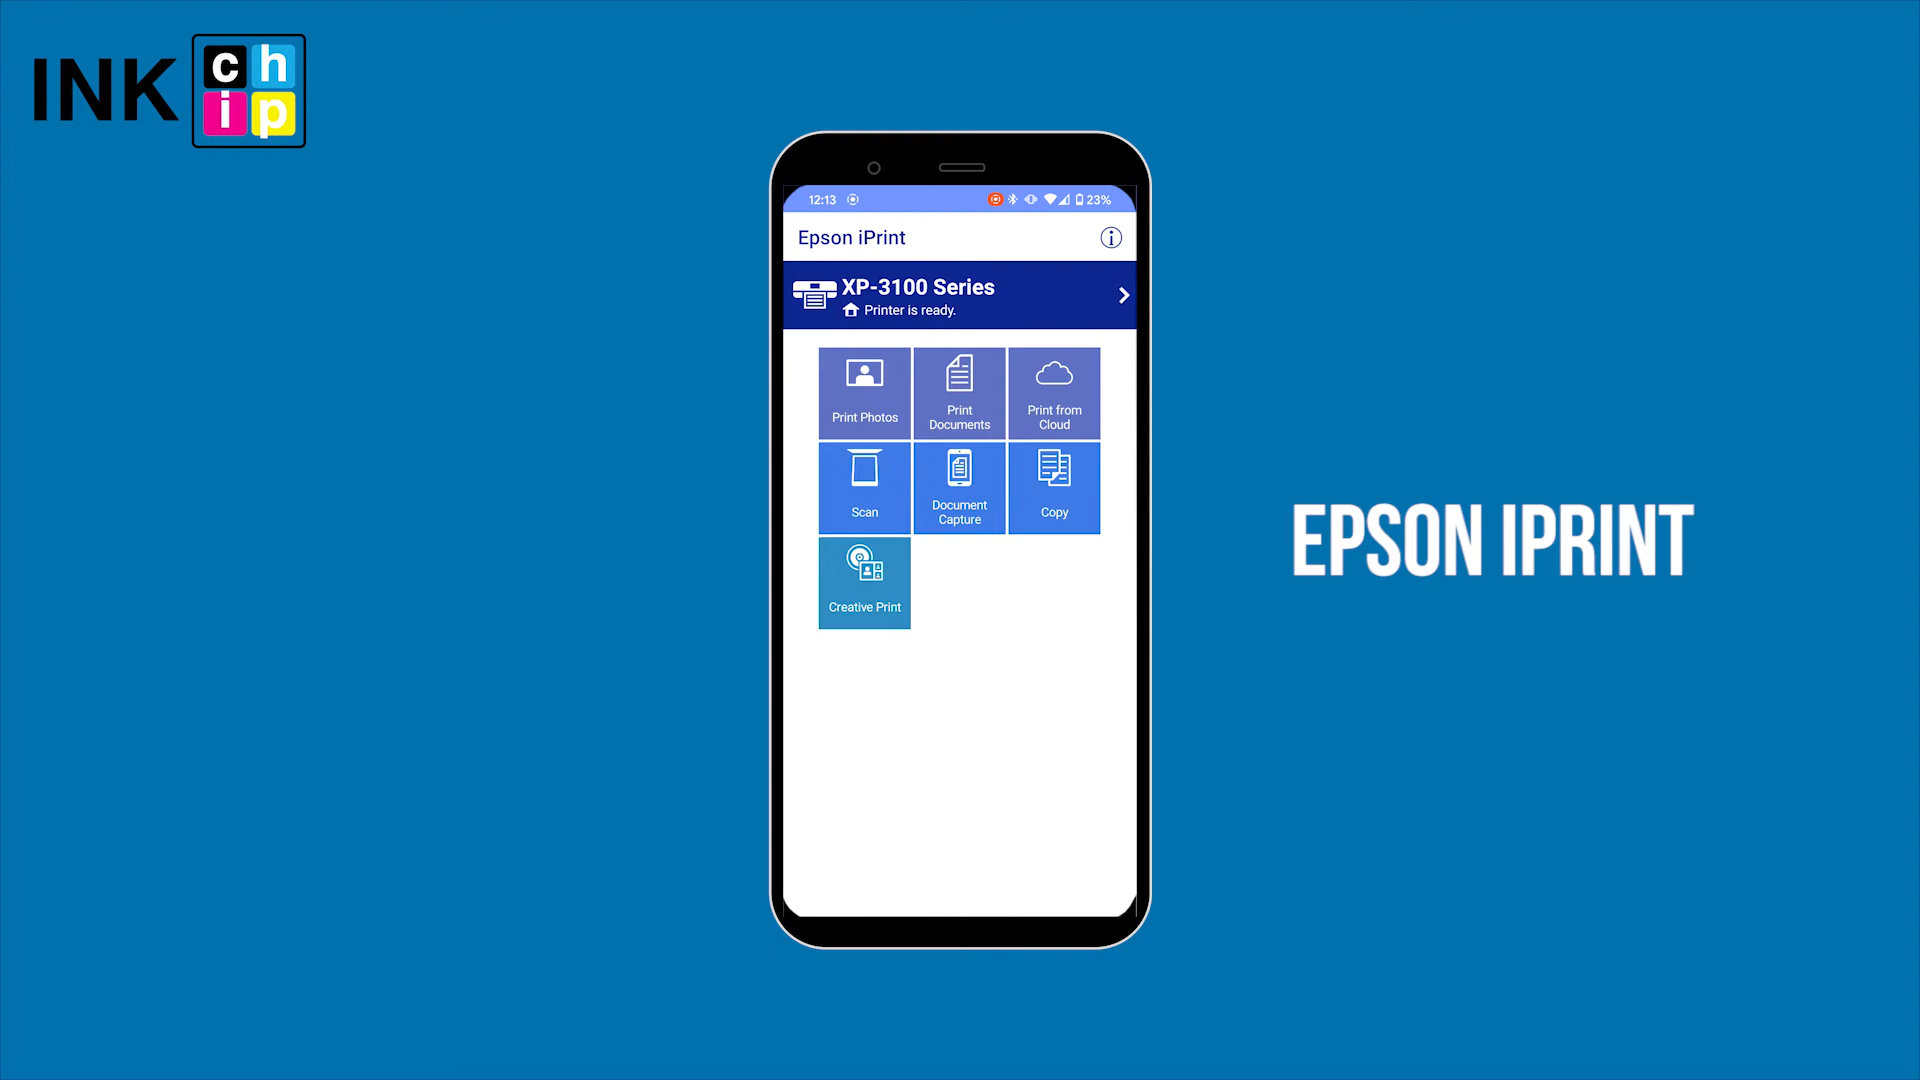 INK chip
12:13 23%
Epson iPrint
XP-3100 Series
Printer is ready.
Print Photos
Print
Documents
Print from
Cloud
Scan
Document
Capture
Copy
Creative Print
EPSON IPRINT